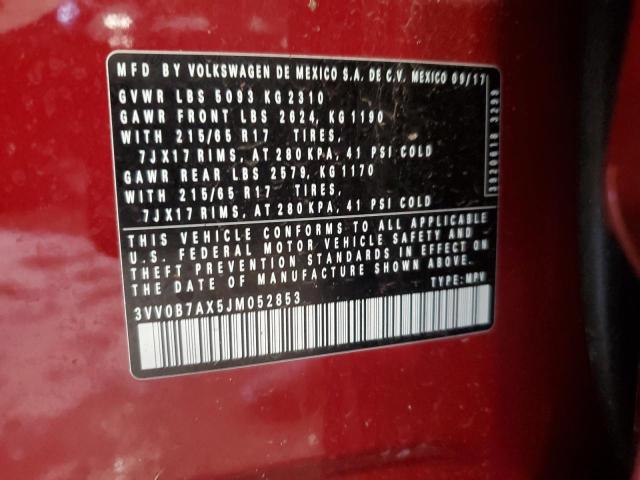 MFD BY VOLKSWAGEN DE MEXICO S.A. DE C.V. MEXICO 09/17
GVWR LBS 5093 KG 2310
GAWR FRONT LBS 2624, KG 1190
WITH 215/65 R17 TIRES,
7JX17 RIMS, AT 280 KPA, 41 PSI COLD
GAWR REAR LBS 2579, KG 1170
WITH 215/65 R17 TIRES,
7JX17 RIMS, AT 280 KPA, 41 PSI COLD
THIS VEHICLE CONFORMS TO ALL APPLICABLE
U.S. FEDERAL MOTOR VEHICLE SAFETY AND
THEFT PREVENTION STANDARDS IN EFFECT ON
THE DATE OF MANUFACTURE SHOWN ABOVE
3VV0B7AX5JM052853 TYPE: MPV